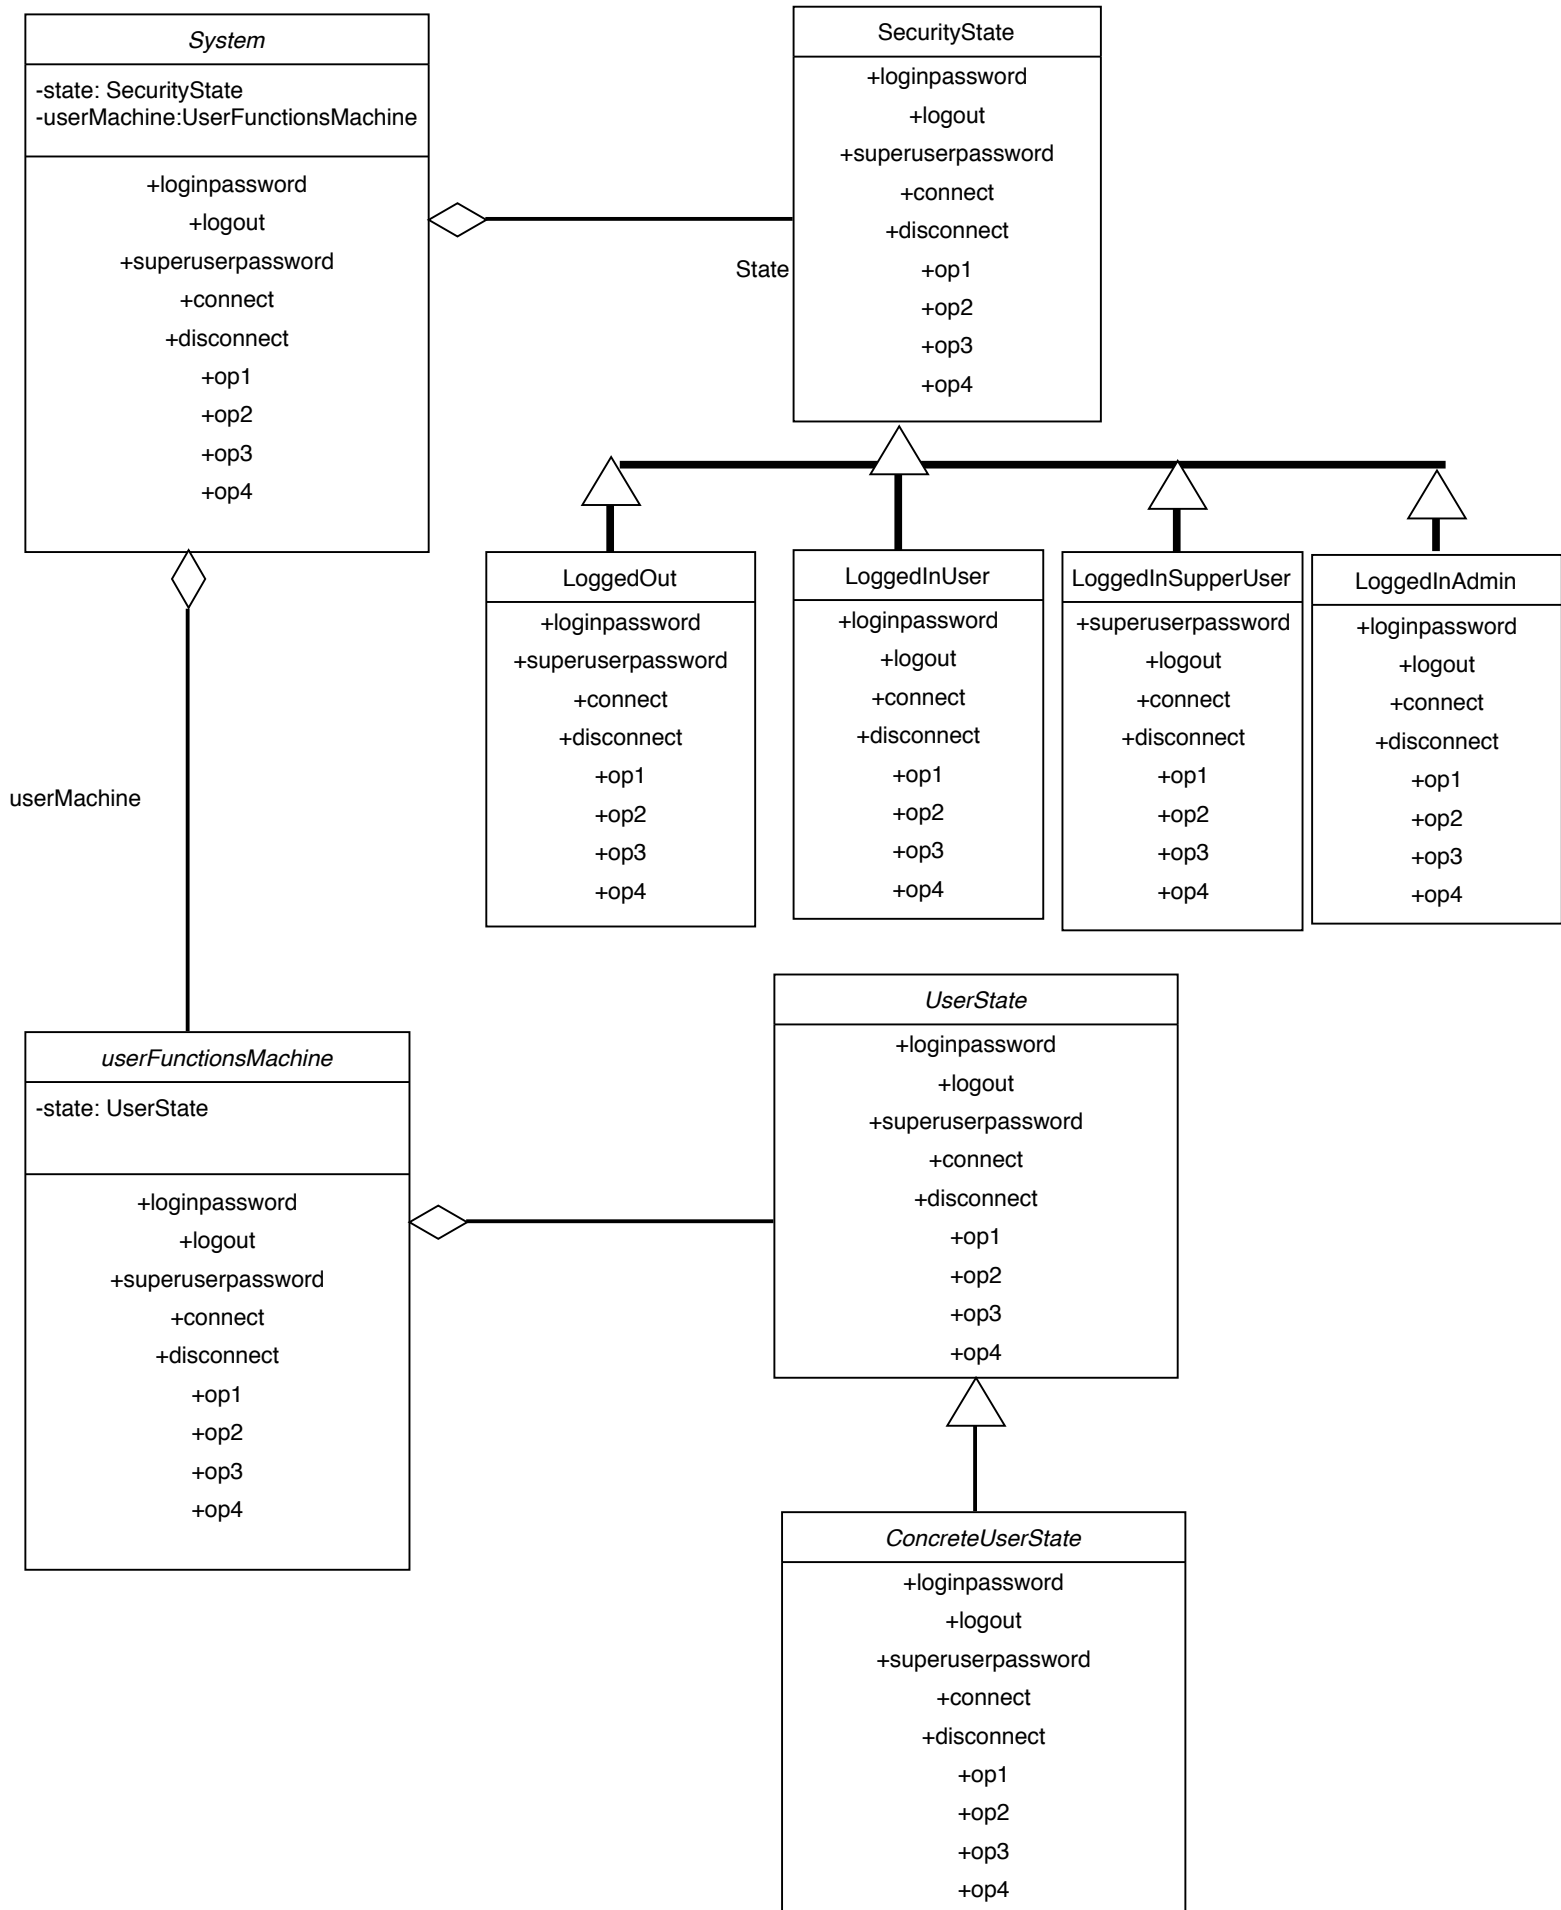 System
-state: SecurityState
-userMachine:UserFunctionsMachine
+loginpassword
+logout
+superuserpassword
+connect
+disconnect
+op1
+op2
+op3
+op4
SecurityState
+loginpassword
+logout
+superuserpassword
+connect
+disconnect
+op1
+op2
+op3
+op4
State
LoggedOut
+loginpassword
+superuserpassword
+connect
+disconnect
+op1
+op2
+op3
+op4
LoggedInUser
+loginpassword
+logout
+connect
+disconnect
+op1
+op2
+op3
+op4
LoggedInSupperUser
+superuserpassword
+logout
+connect
+disconnect
+op1
+op2
+op3
+op4
LoggedInAdmin
+loginpassword
+logout
+connect
+disconnect
+op1
+op2
+op3
+op4
userMachine
userFunctionsMachine
-state: UserState
+loginpassword
+logout
+superuserpassword
+connect
+disconnect
+op1
+op2
+op3
+op4
UserState
+loginpassword
+logout
+superuserpassword
+connect
+disconnect
+op1
+op2
+op3
+op4
ConcreteUserState
+loginpassword
+logout
+superuserpassword
+connect
+disconnect
+op1
+op2
+op3
+op4